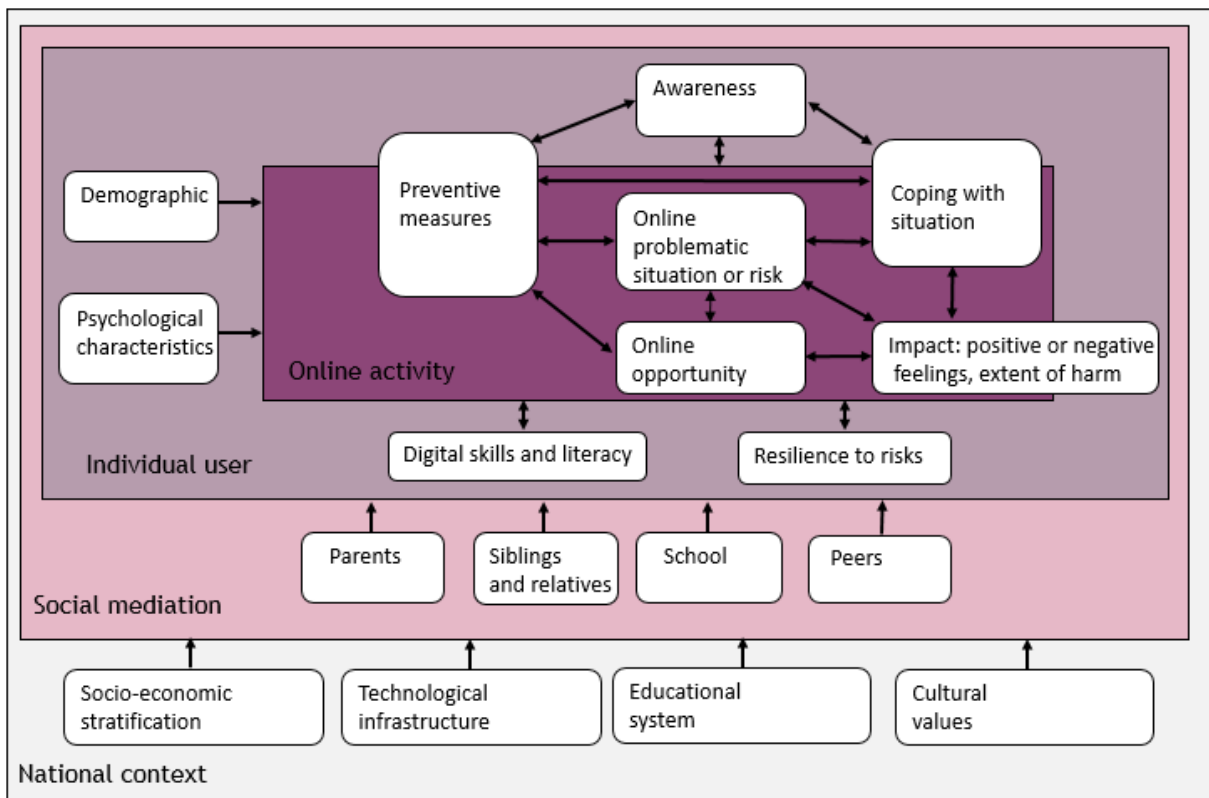 Awareness
Demographic
Preventive
measures
Coping with
situation
Online
problematic
situation or risk
Psychological
characteristics
Online
opportunity
Impact: positive or negative
feelings, extent of harm
Online activity
Digital skills and literacy
Resilience to risks
Individual user
Parents
Siblings
and relatives
School
Peers
Social mediation
Socio-economic
stratification
Technological
infrastructure
Educational
system
Cultural
values
National context